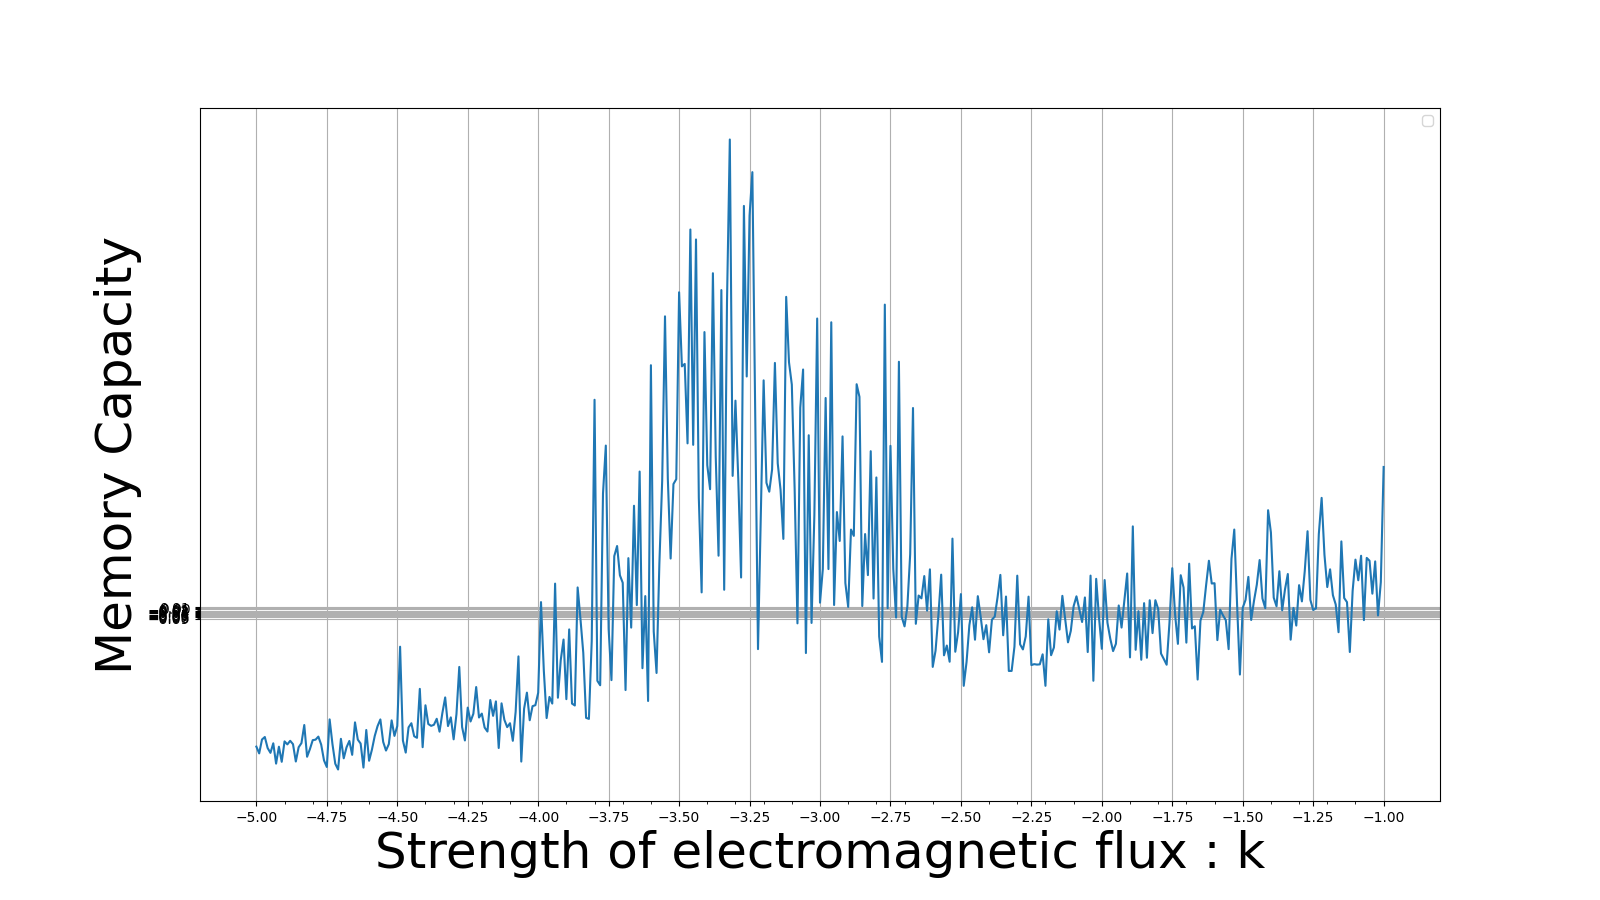 Memory Capacity
−5.00 −4.75 −4.50 −4.25 −4.00 −3.75 −3.50 −3.25 −3.00 −2.75 −2.50 −2.25 −2.00 −1.75 −1.50 −1.25 −1.00
Strength of electromagnetic flux : k